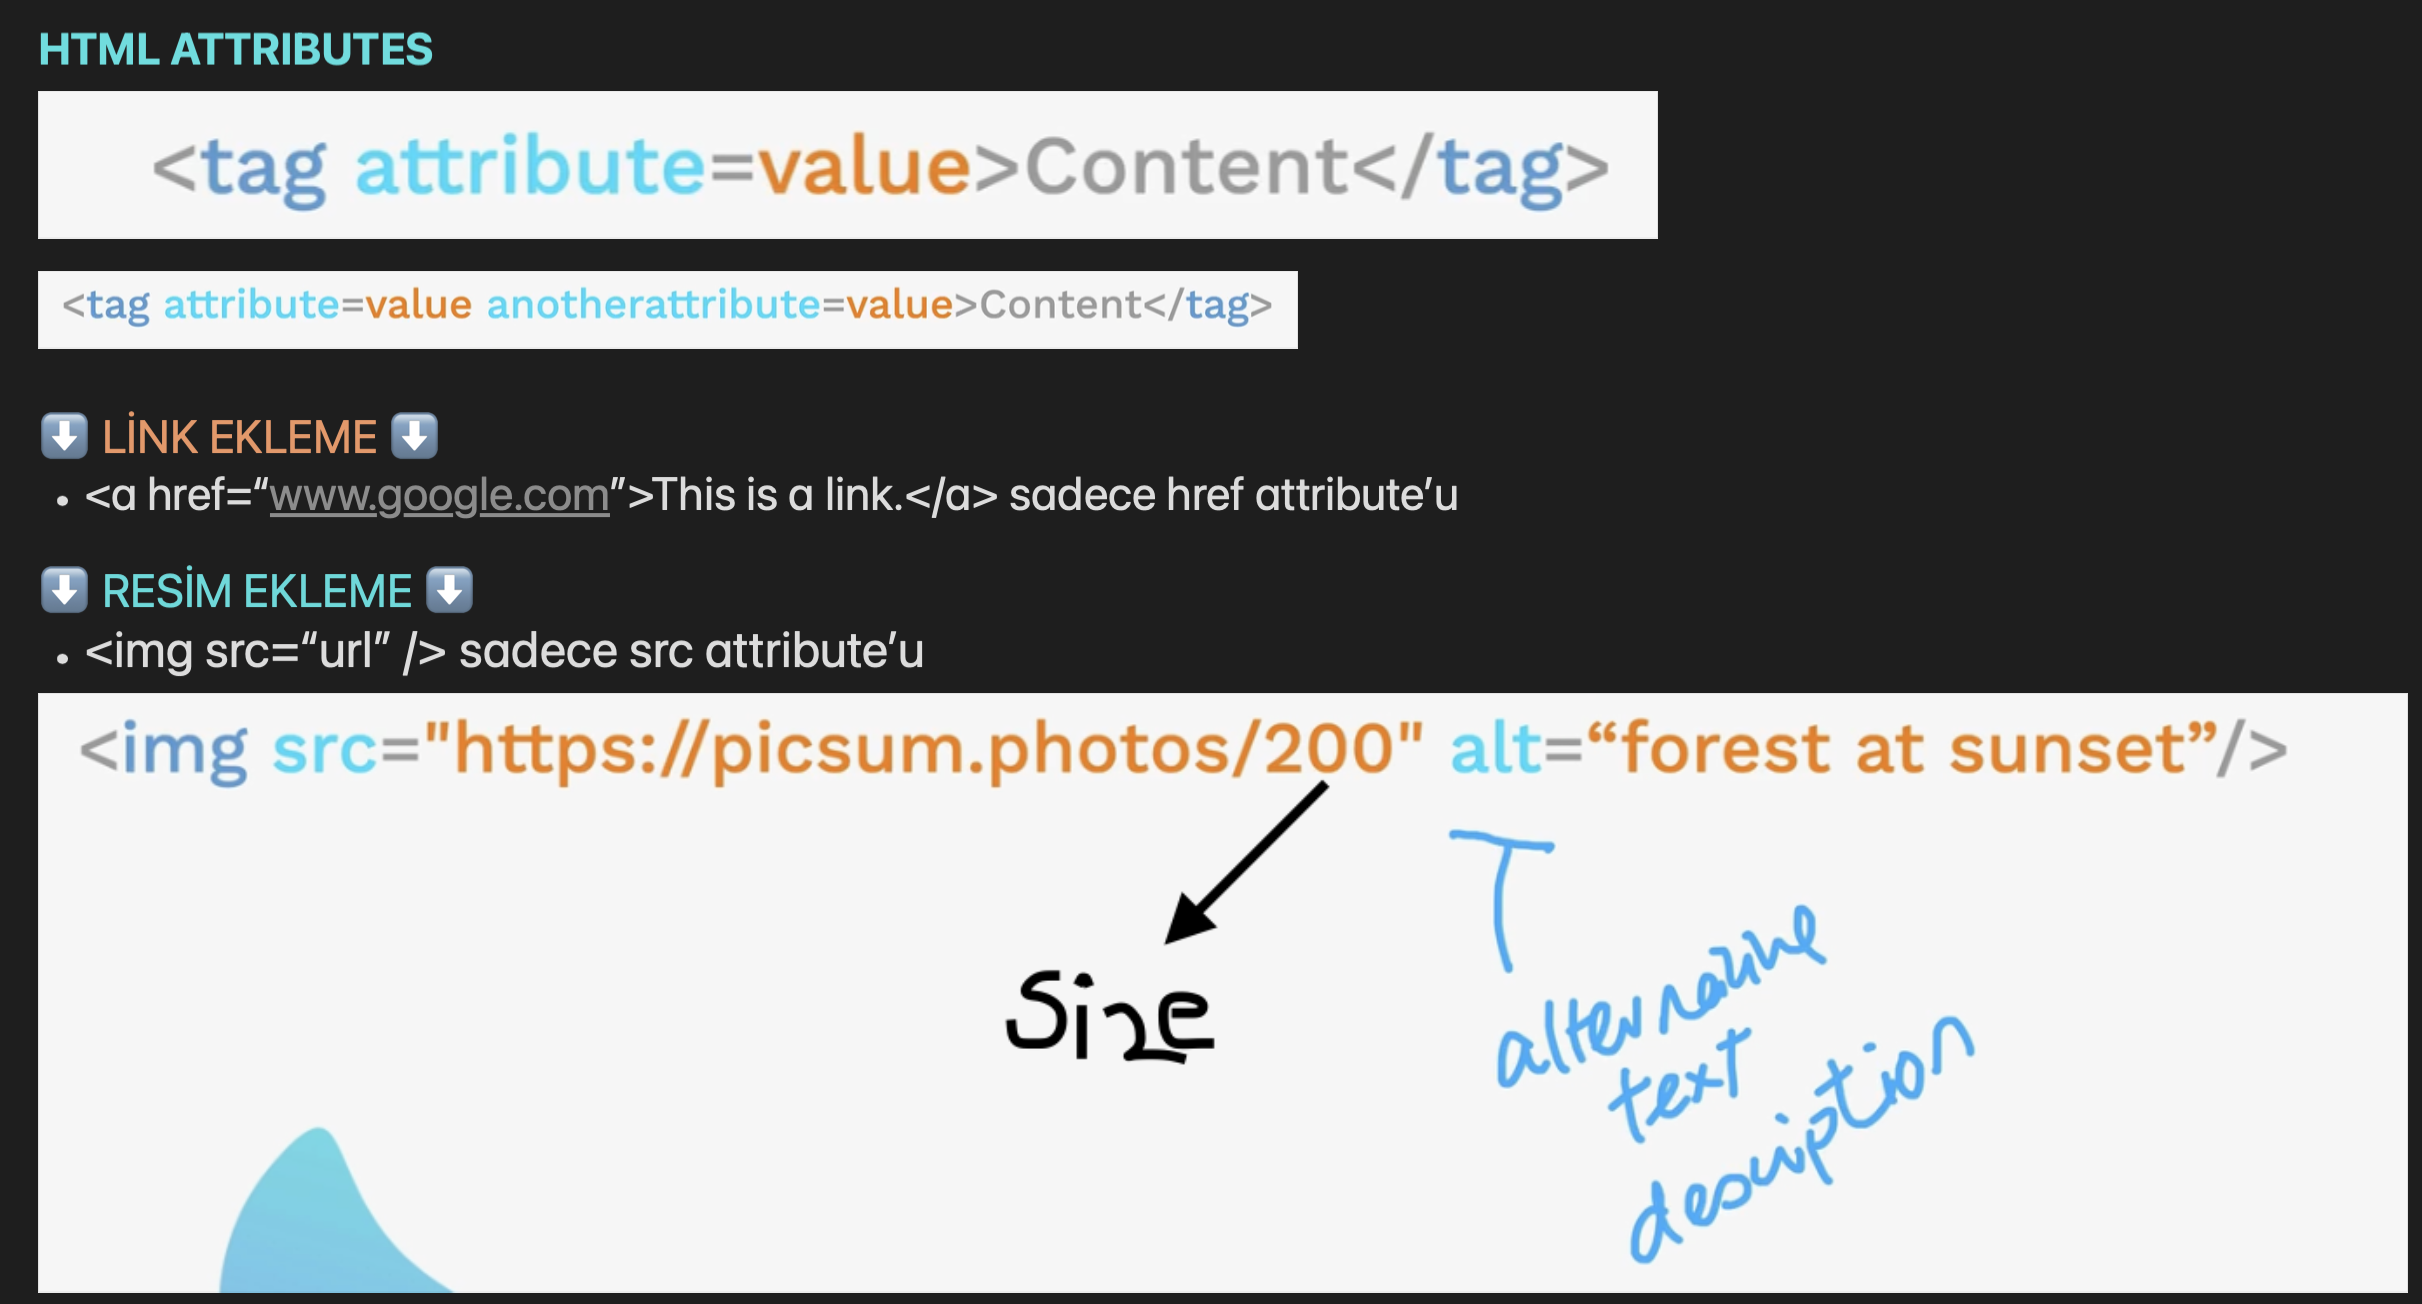 HTML ATTRIBUTES
<tag attribute=value>Content</tag>
<tag attribute=value anotherattribute=value>Content</tag>
⬇️ LİNK EKLEME ⬇️
• <a href=“www.google.com”>This is a link.</a> sadece href attribute’u
⬇️ RESİM EKLEME ⬇️
• <img src=“url” /> sadece src attribute’u
<img src="https://picsum.photos/200" alt=“forest at sunset”/>
Size
alternative
text
description